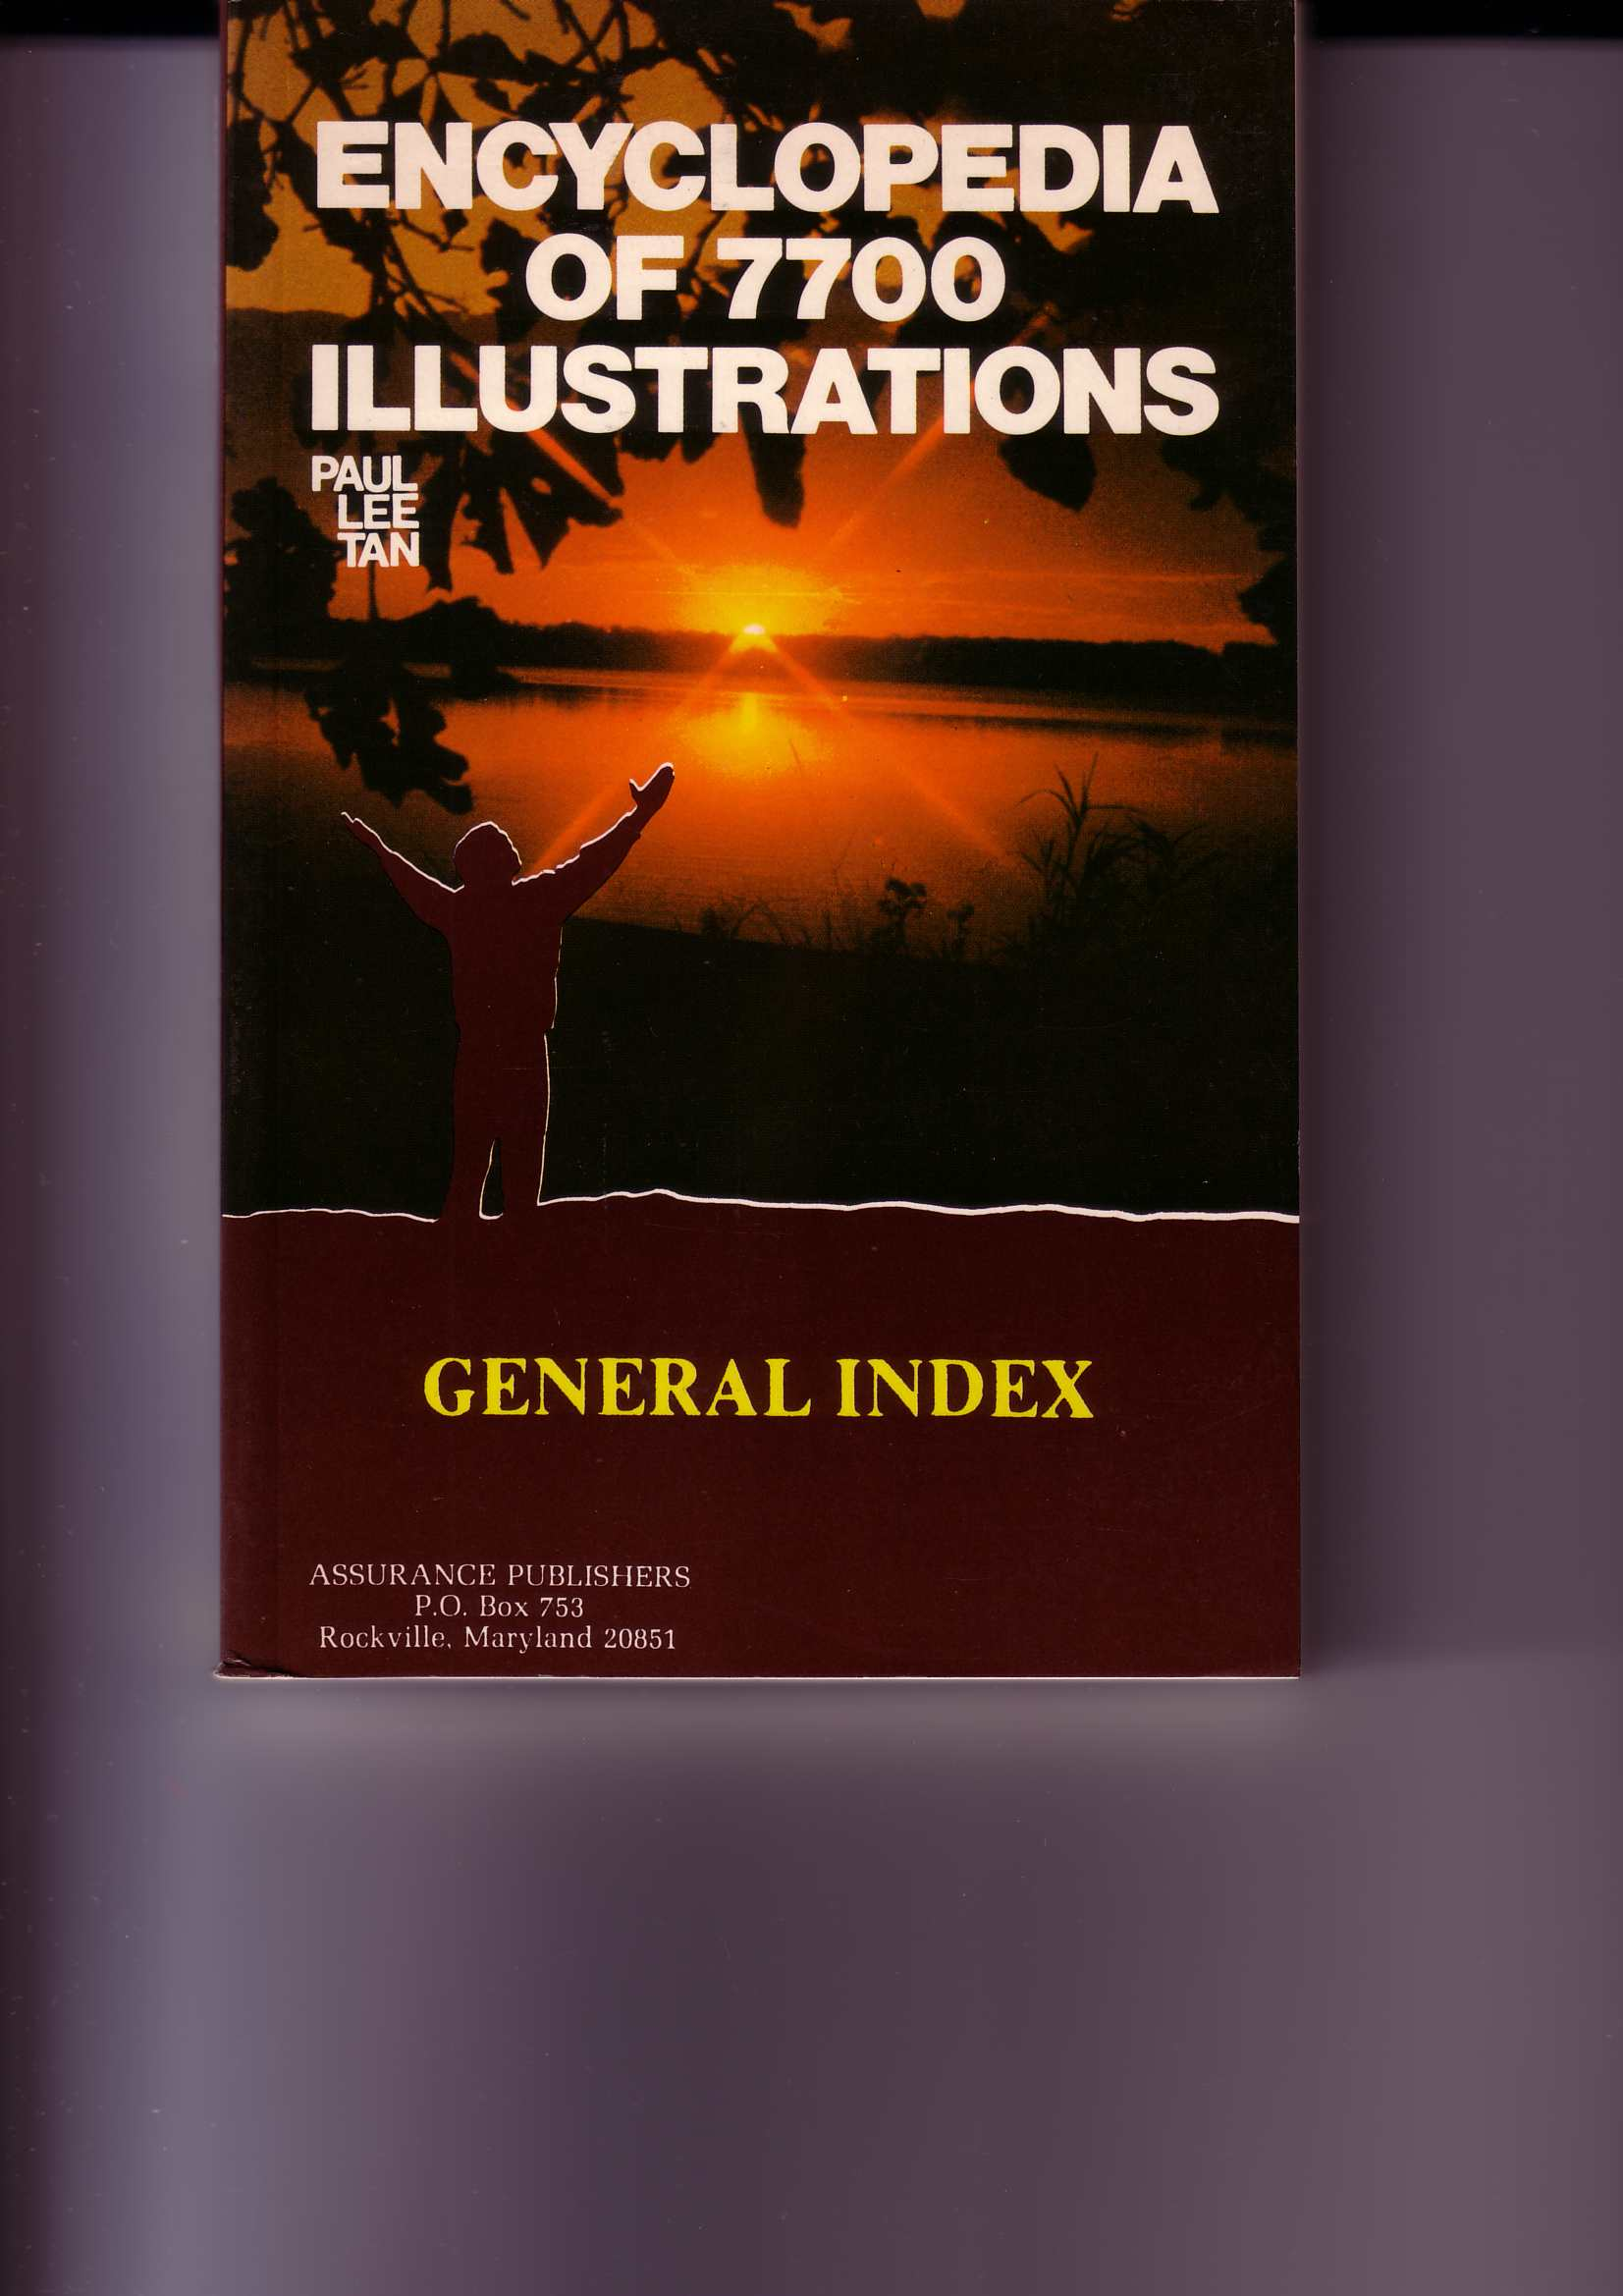 ENCYCLOPEDIA
OF 7700
ILLUSTRATIONS
PAUL
LEE
TAN
GENERAL INDEX
ASSURANCE PUBLISHERS
P.O. Box 753
Rockville, Maryland 20851